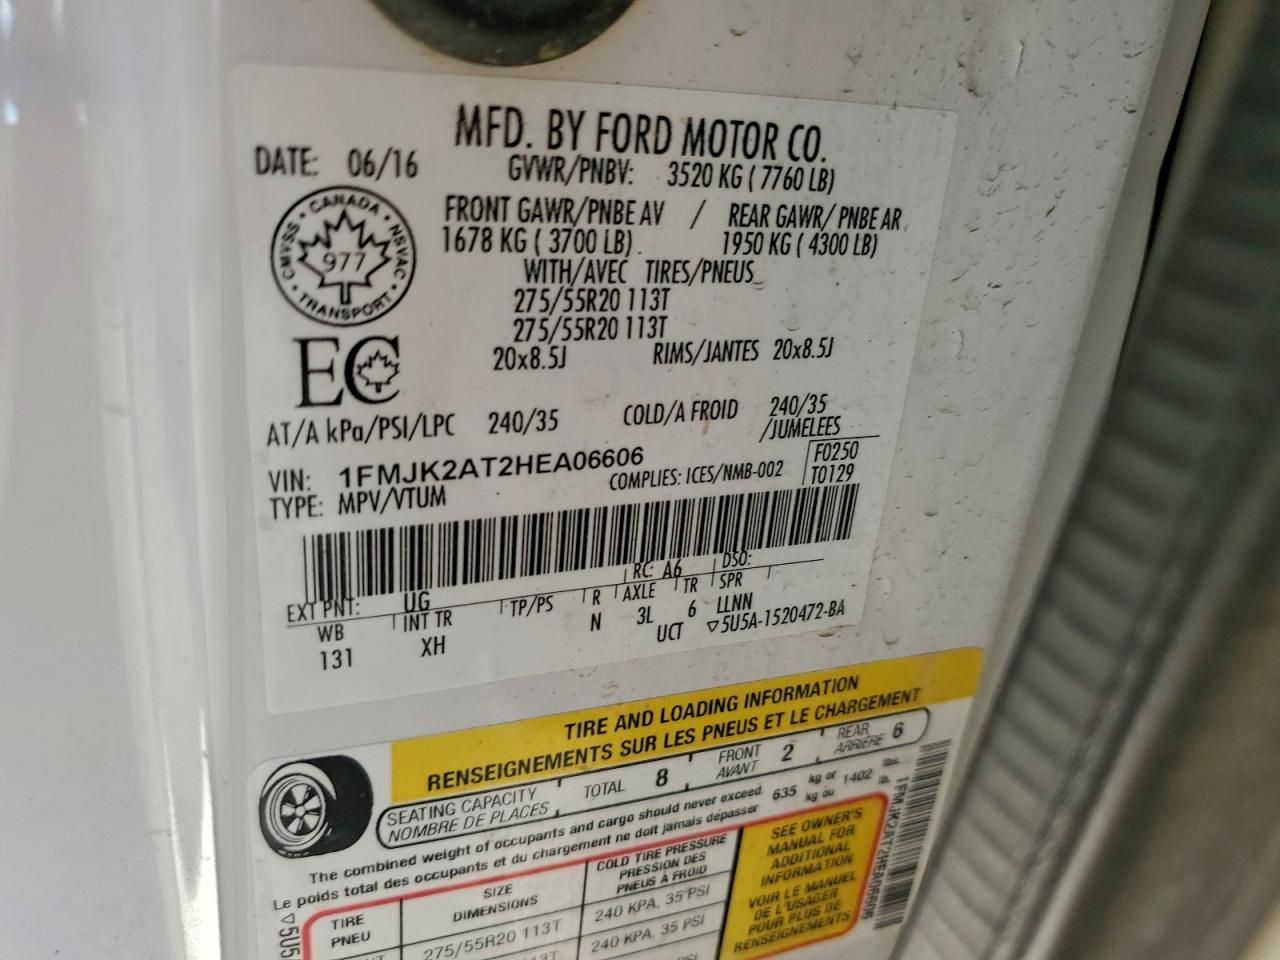 MFD. BY FORD MOTOR CO.
DATE: 06/16
GVWR/PNBV: 3520 KG ( 7760 LB)
FRONT GAWR/PNBE AV / REAR GAWR/ PNBE AR
1678 KG ( 3700 LB) 1950 KG ( 4300 LB)
WITH/AVEC TIRES/PNEUS
275/55R20 113T
275/55R20 113T
20x8.5J RIMS/JANTES 20x8.5J
CANADA
CMVSS NSVAC
977
TRANSPORT
EC
AT/A kPa/PSI/LPC 240/35 COLD/A FROID 240/35
/JUMELEES
VIN: 1FMJK2AT2HEA06606
TYPE: MPV/VTUM
COMPLIES: ICES/NMB-002
F0250
T0129
EXT PNT: UG RC: A6 DSO:
WB INT TR TP/PS R AXLE TR SPR
131 XH N 3L 6 LLNN
UCT ▽5U5A-1520472-BA
TIRE AND LOADING INFORMATION
RENSEIGNEMENTS SUR LES PNEUS ET LE CHARGEMENT
SEATING CAPACITY
NOMBRE DE PLACES
TOTAL 8
FRONT
AVANT 2
REAR
ARRIÈRE 6
The combined weight of occupants and cargo should never exceed 635 kg or 1402 lbs.
Le poids total des occupants et du chargement ne doit jamais dépasser kg ou lb.
TIRE
PNEU
SIZE
DIMENSIONS
COLD TIRE PRESSURE
PRESSION DES
PNEUS À FROID
275/55R20 113T
240 KPA, 35 PSI
240 KPA, 35 PSI
SEE OWNER'S
MANUAL FOR
ADDITIONAL
INFORMATION
VOIR LE MANUEL
DE L'USAGER
POUR PLUS DE
RENSEIGNEMENTS
1FMJK2AT2HEA06606
▽5U5